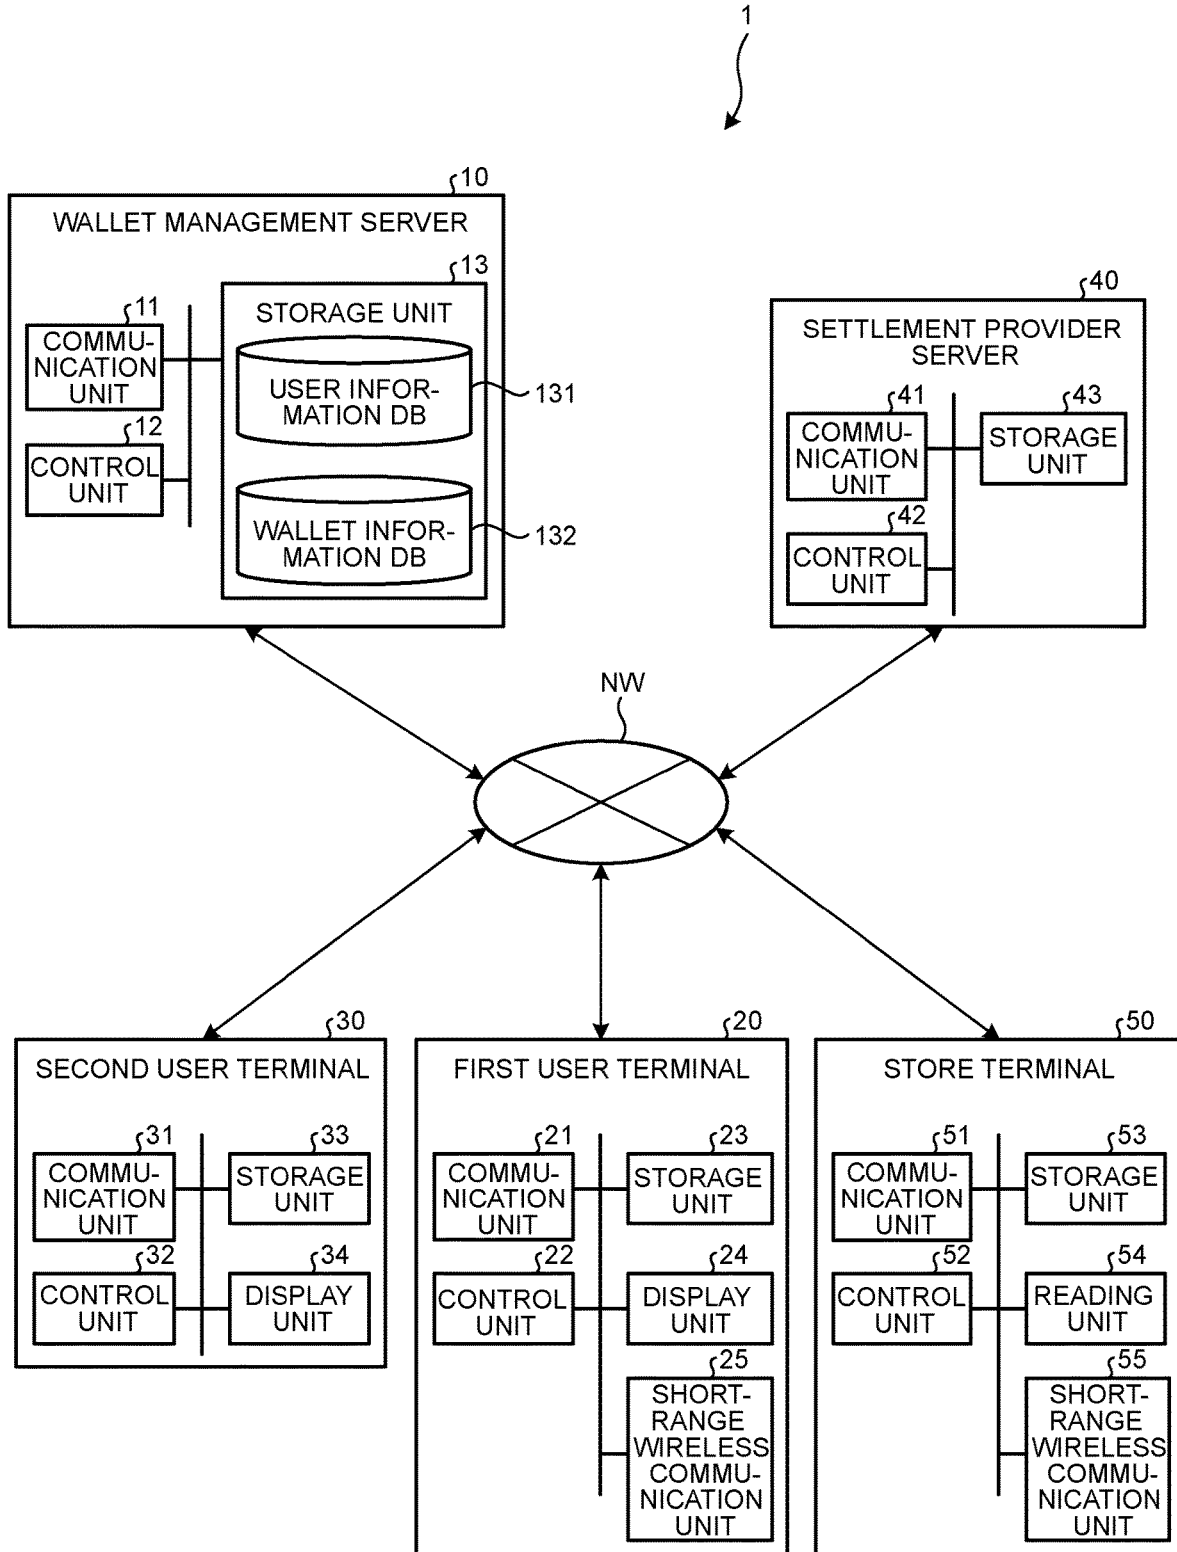 1
10
WALLET MANAGEMENT SERVER
13
STORAGE UNIT
11
COMMU-
NICATION
UNIT
12
CONTROL
UNIT
USER INFOR-
MATION DB
131
WALLET INFOR-
MATION DB
132
40
SETTLEMENT PROVIDER
SERVER
41
COMMU-
NICATION
UNIT
43
STORAGE
UNIT
42
CONTROL
UNIT
NW
30
SECOND USER TERMINAL
31
COMMU-
NICATION
UNIT
33
STORAGE
UNIT
32
CONTROL
UNIT
34
DISPLAY
UNIT
20
FIRST USER TERMINAL
21
COMMU-
NICATION
UNIT
23
STORAGE
UNIT
22
CONTROL
UNIT
24
DISPLAY
UNIT
25
SHORT-
RANGE
WIRELESS
COMMU-
NICATION
UNIT
50
STORE TERMINAL
51
COMMU-
NICATION
UNIT
53
STORAGE
UNIT
52
CONTROL
UNIT
54
READING
UNIT
55
SHORT-
RANGE
WIRELESS
COMMU-
NICATION
UNIT